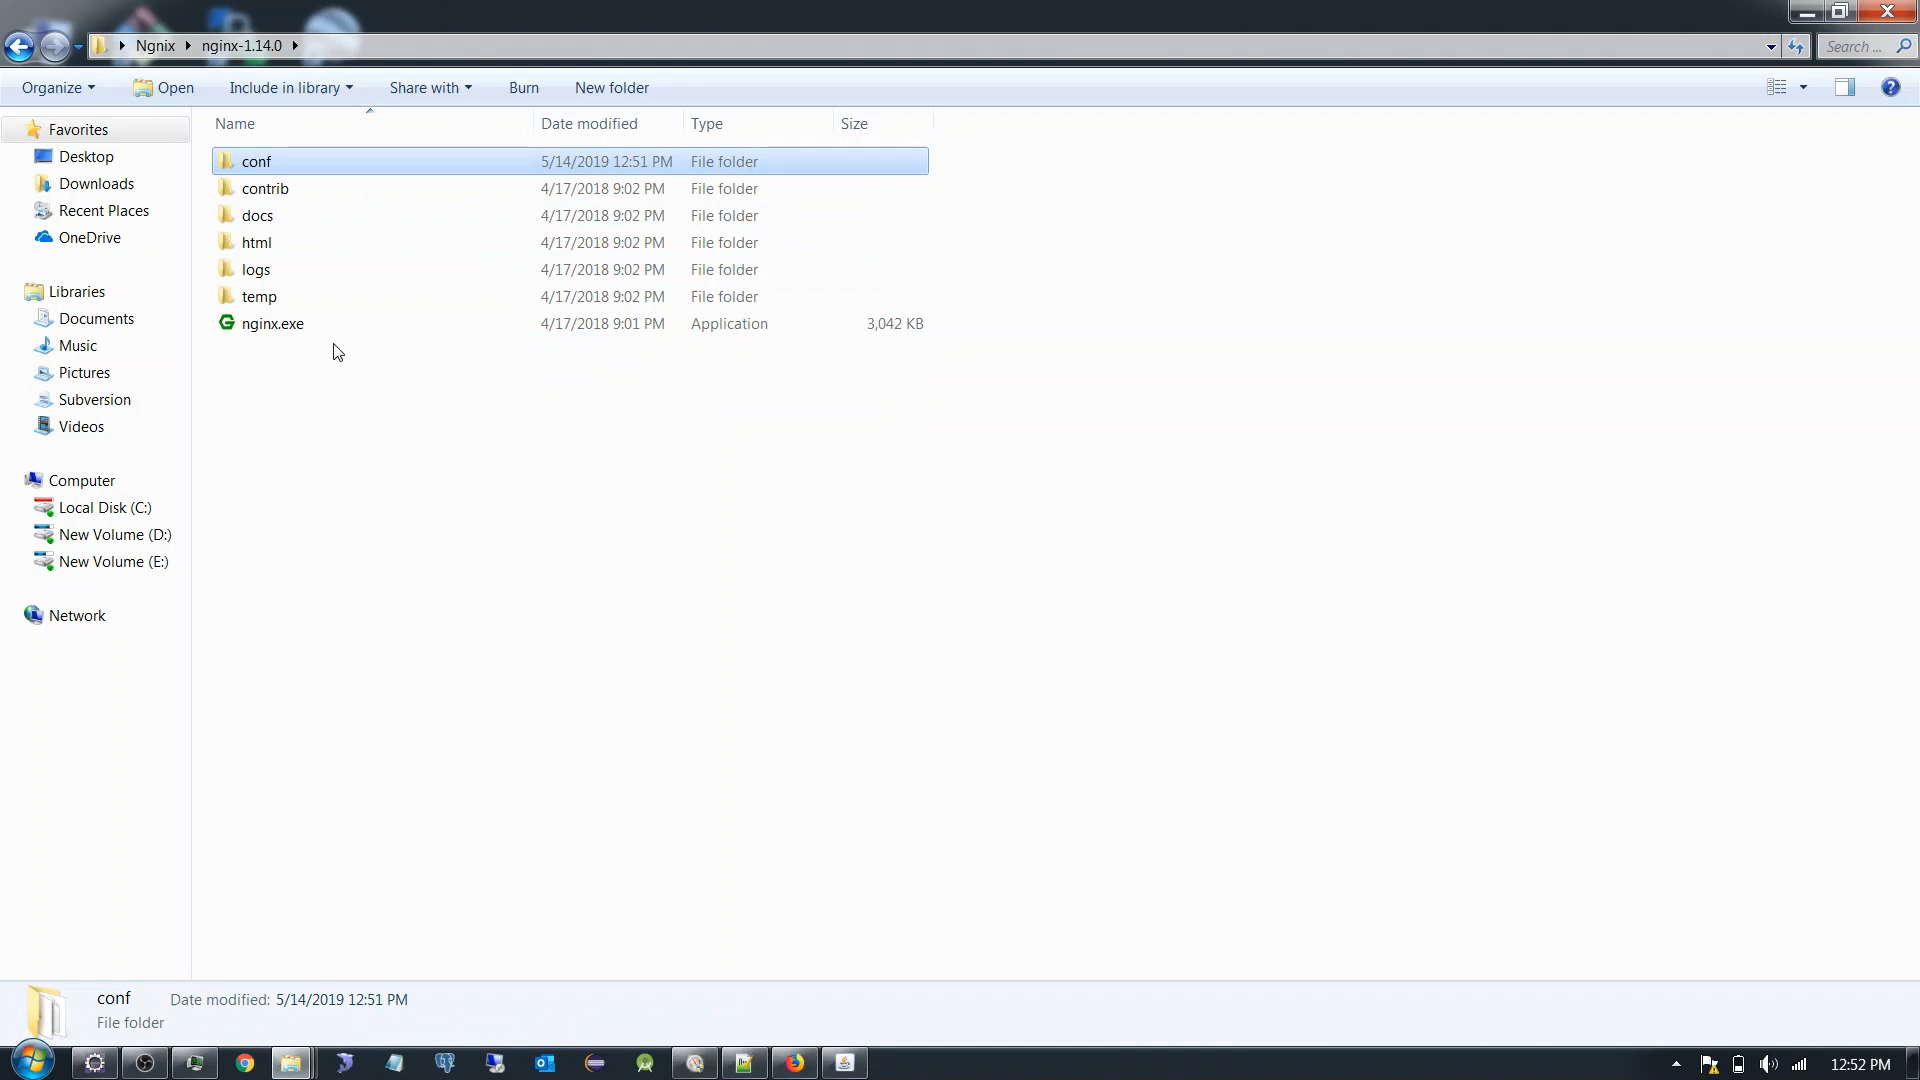 Ngnix nginx-1.14.0 Search ...
Organize Open Include in library Share with Burn New folder
Name Date modified Type Size
Favorites
Desktop
Downloads
Recent Places
OneDrive
Libraries
Documents
Music
Pictures
Subversion
Videos
Computer
Local Disk (C:)
New Volume (D:)
New Volume (E:)
Network
conf 5/14/2019 12:51 PM File folder
contrib 4/17/2018 9:02 PM File folder
docs 4/17/2018 9:02 PM File folder
html 4/17/2018 9:02 PM File folder
logs 4/17/2018 9:02 PM File folder
temp 4/17/2018 9:02 PM File folder
nginx.exe 4/17/2018 9:01 PM Application 3,042 KB
conf Date modified: 5/14/2019 12:51 PM
File folder
12:52 PM